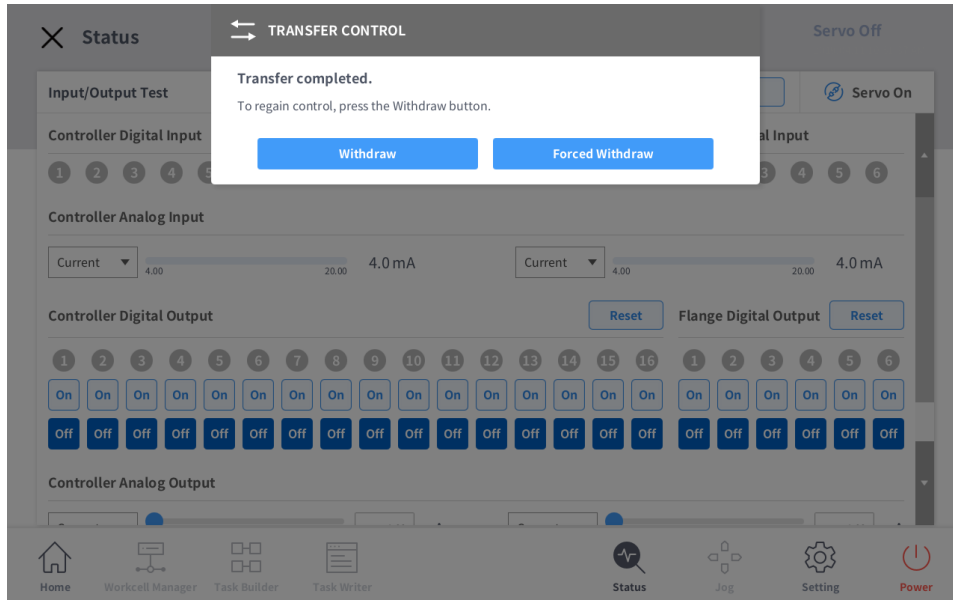 Status
TRANSFER CONTROL
Servo Off
Transfer completed.
To regain control, press the Withdraw button.
Withdraw Forced Withdraw
Input/Output Test
Servo On
Controller Digital Input
al Input
1 2 3 4 5 3 4 5 6
Controller Analog Input
Current 4.00 20.00 4.0 mA Current 4.00 20.00 4.0 mA
Controller Digital Output Reset Flange Digital Output Reset
1 2 3 4 5 6 7 8 9 10 11 12 13 14 15 16 1 2 3 4 5 6
On On On On On On On On On On On On On On On On On On On On On On
Off Off Off Off Off Off Off Off Off Off Off Off Off Off Off Off Off Off Off Off Off Off
Controller Analog Output
Home Workcell Manager Task Builder Task Writer Status Jog Setting Power